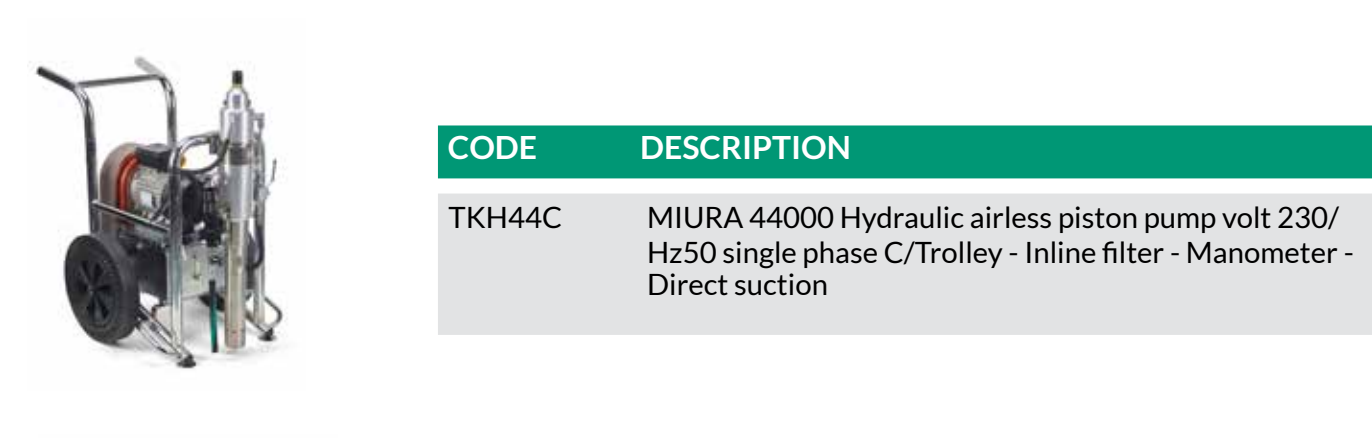 CODE DESCRIPTION
TKH44C MIURA 44000 Hydraulic airless piston pump volt 230/
Hz50 single phase C/Trolley - Inline filter - Manometer -
Direct suction